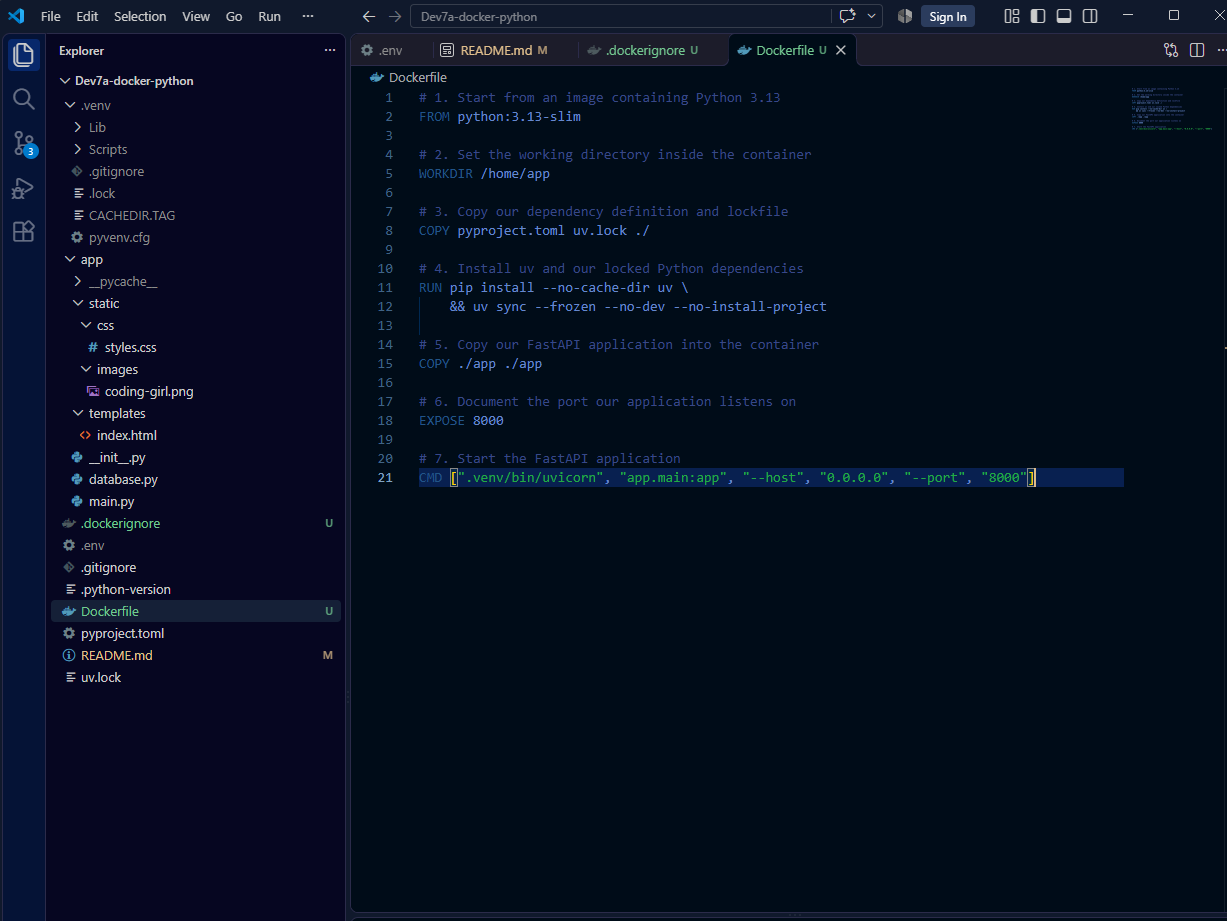 File Edit Selection View Go Run ··· Dev7a-docker-python Sign In
Explorer ···
Dev7a-docker-python
.venv
Lib
Scripts
.gitignore
.lock
CACHEDIR.TAG
pyvenv.cfg
app
__pycache__
static
css
styles.css
images
coding-girl.png
templates
index.html
__init__.py
database.py
main.py
.dockerignore U
.env
.gitignore
.python-version
Dockerfile U
pyproject.toml
README.md M
uv.lock
3
.env README.md M .dockerignore U Dockerfile U
Dockerfile
1 # 1. Start from an image containing Python 3.13
2 FROM python:3.13-slim
3
4 # 2. Set the working directory inside the container
5 WORKDIR /home/app
6
7 # 3. Copy our dependency definition and lockfile
8 COPY pyproject.toml uv.lock ./
9
10 # 4. Install uv and our locked Python dependencies
11 RUN pip install --no-cache-dir uv \
12     && uv sync --frozen --no-dev --no-install-project
13
14 # 5. Copy our FastAPI application into the container
15 COPY ./app ./app
16
17 # 6. Document the port our application listens on
18 EXPOSE 8000
19
20 # 7. Start the FastAPI application
21 CMD [".venv/bin/uvicorn", "app.main:app", "--host", "0.0.0.0", "--port", "8000"]